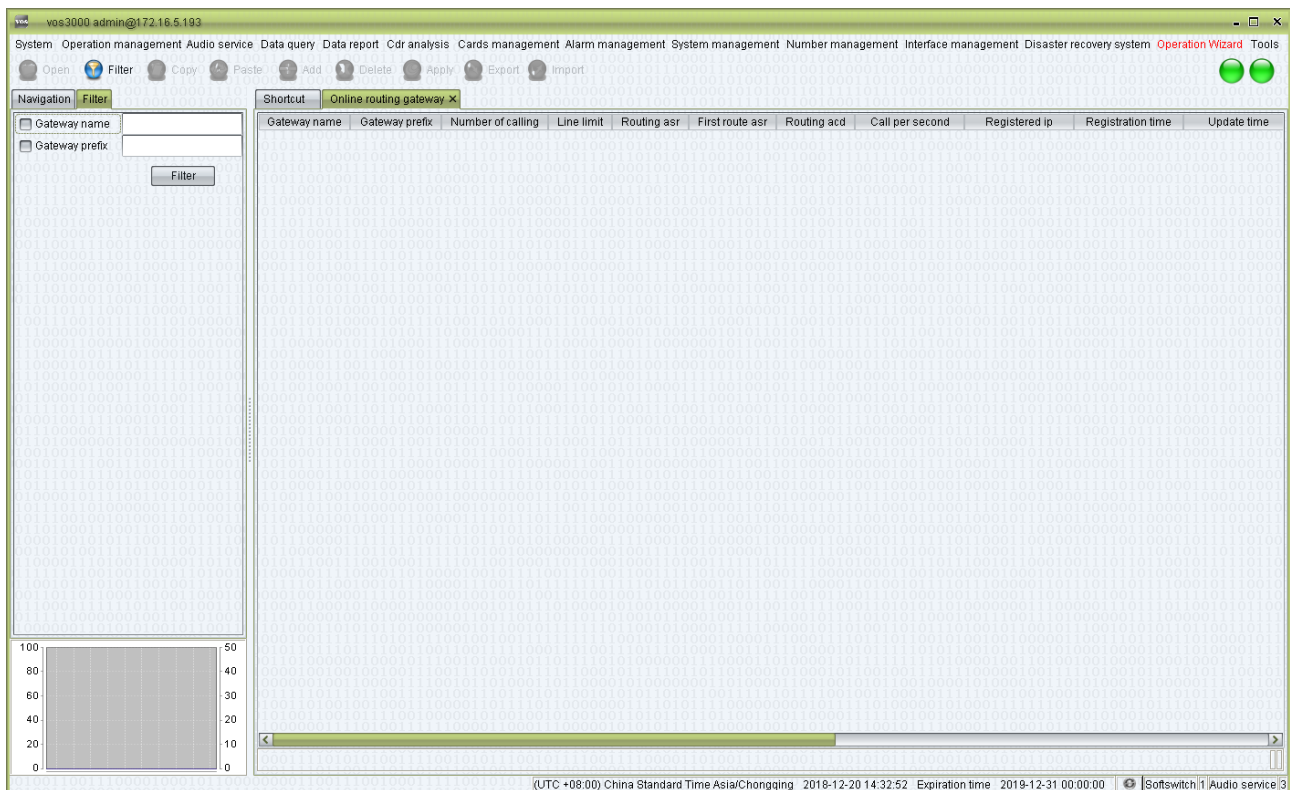 vos vos3000 admin@172.16.5.193
System Operation management Audio service Data query Data report Cdr analysis Cards management Alarm management System management Number management Interface management Disaster recovery system Operation Wizard Tools
Open Filter Copy Paste Add Delete Apply Export Import
Navigation Filter
Shortcut Online routing gateway
Gateway name
Gateway prefix
Filter
Gateway name Gateway prefix Number of calling Line limit Routing asr First route asr Routing acd Call per second Registered ip Registration time Update time
100 50
80 40
60 30
40 20
20 10
0 0
(UTC +08:00) China Standard Time Asia/Chongqing 2018-12-20 14:32:52 Expiration time 2019-12-31 00:00:00 Softswitch 1 Audio service 3